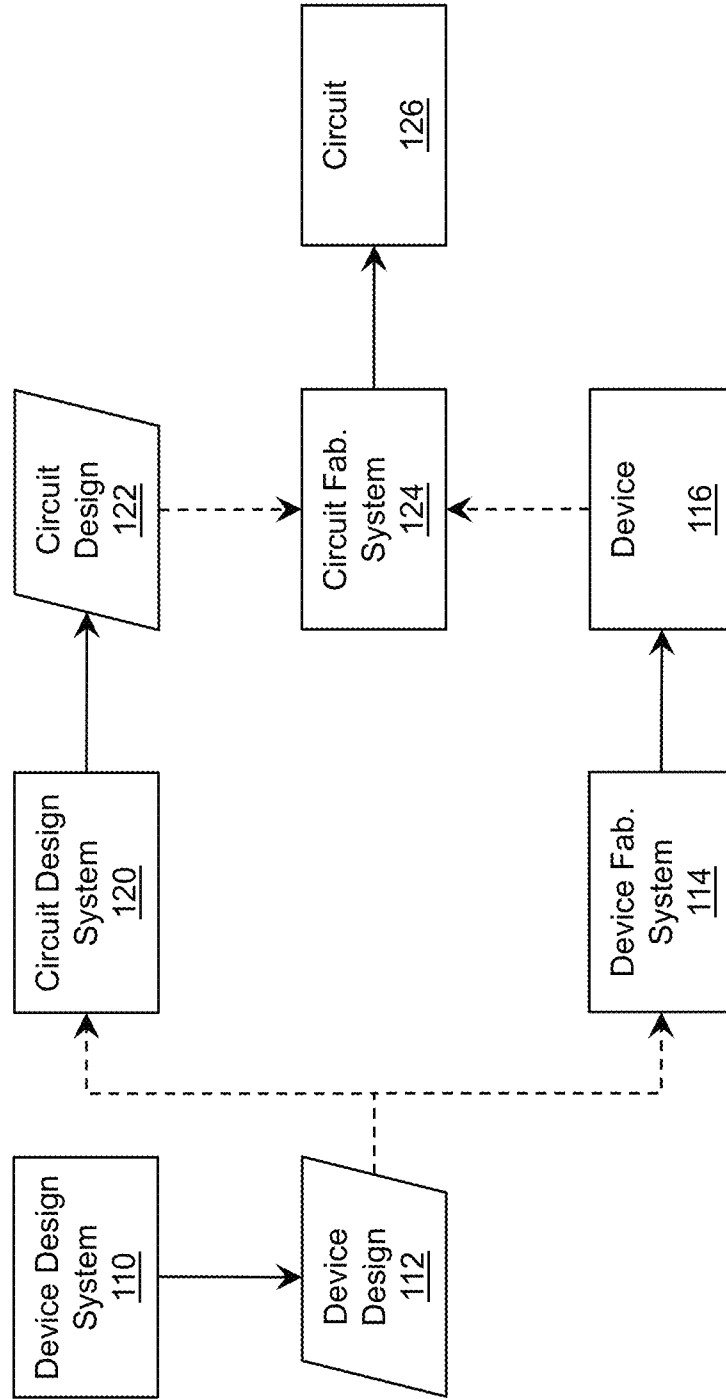 Device Design
System
110
Device
Design
112
Circuit Design
System
120
Device Fab.
System
114
Circuit
Design
122
Circuit Fab.
System
124
Device
116
Circuit
126